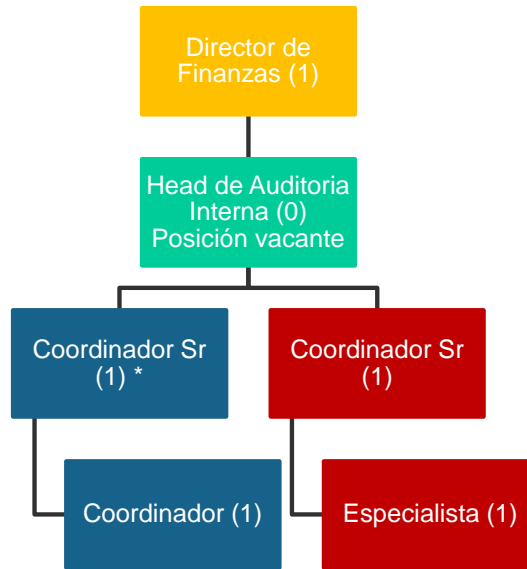 Director de
Finanzas (1)
Head de Auditoria
Interna (0)
Posición vacante
Coordinador Sr
(1) *
Coordinador Sr
(1)
Coordinador (1)
Especialista (1)